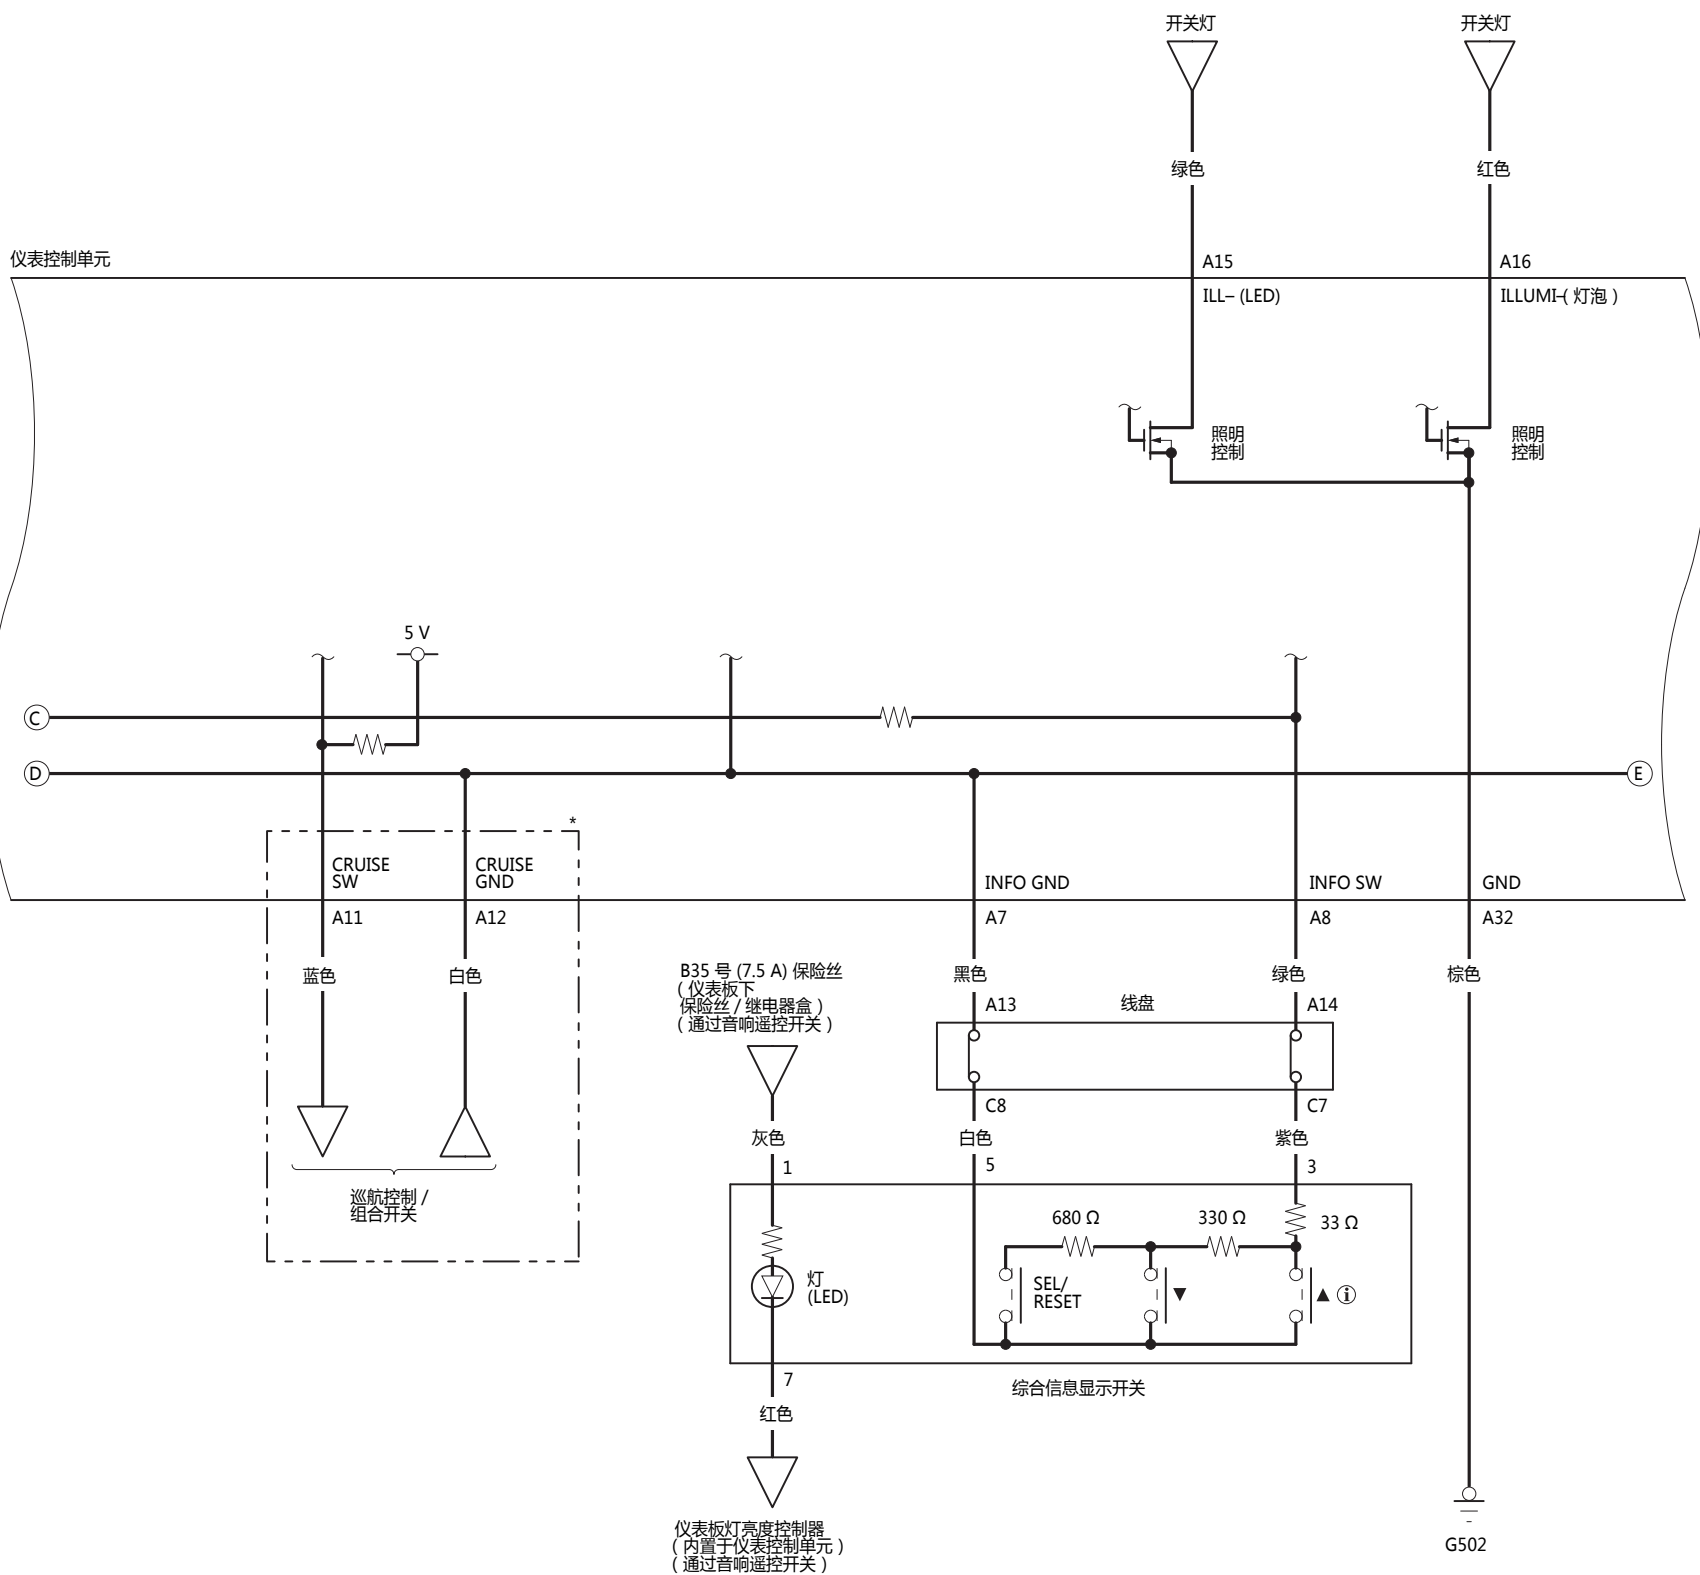 开关灯
开关灯
绿色
红色
仪表控制单元
A15
A16
ILL– (LED)
ILLUMI–( 灯泡 )
照明
控制
照明
控制
5 V
C
D
E
*
CRUISE
SW
CRUISE
GND
INFO GND
INFO SW
GND
A11
A12
A7
A8
A32
蓝色
白色
B35 号 (7.5 A) 保险丝
( 仪表板下
保险丝 / 继电器盒 )
( 通过音响遥控开关 )
黑色
绿色
棕色
A13
线盘
A14
C8
C7
灰色
白色
紫色
1
5
3
巡航控制 /
组合开关
680 Ω
330 Ω
33 Ω
灯
(LED)
SEL/
RESET
▼
▲ i
7
综合信息显示开关
红色
仪表板灯亮度控制器
( 内置于仪表控制单元 )
( 通过音响遥控开关 )
G502